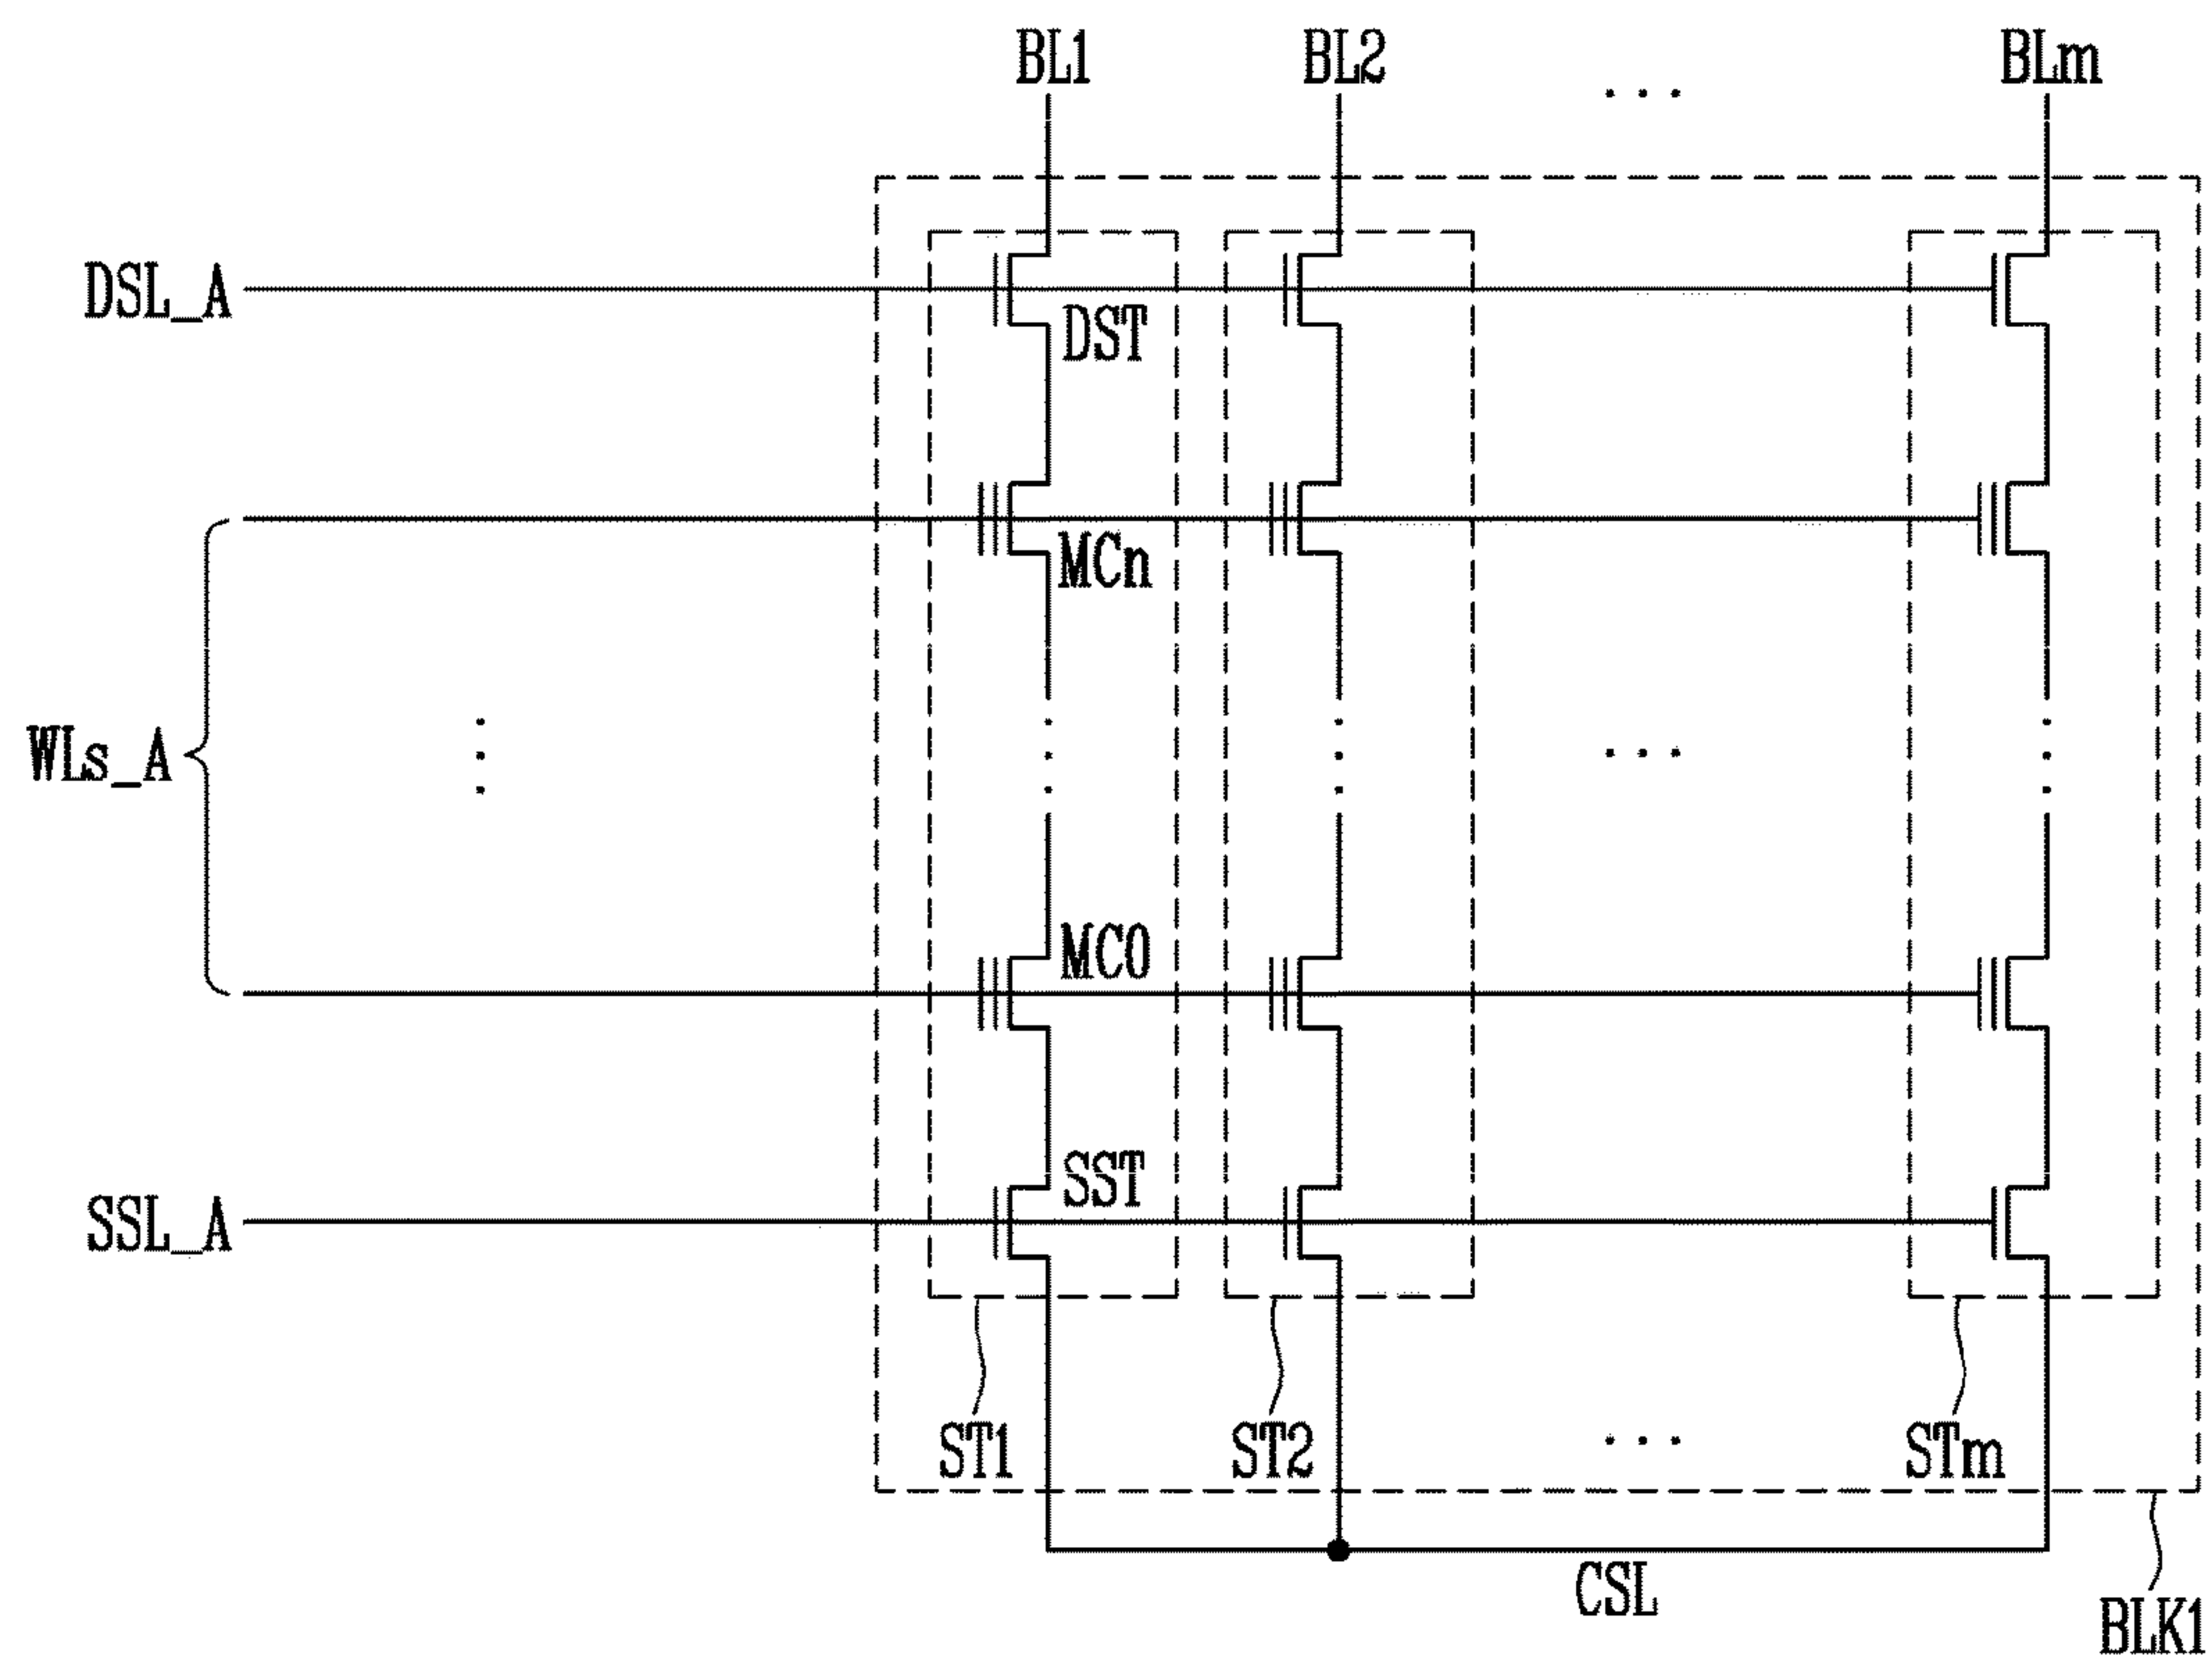 BL1 BL2 ... BLm
DSL_A
DST
MCn
WLs_A
MC0
SST
SSL_A
ST1 ST2 ... STm
CSL
BLK1